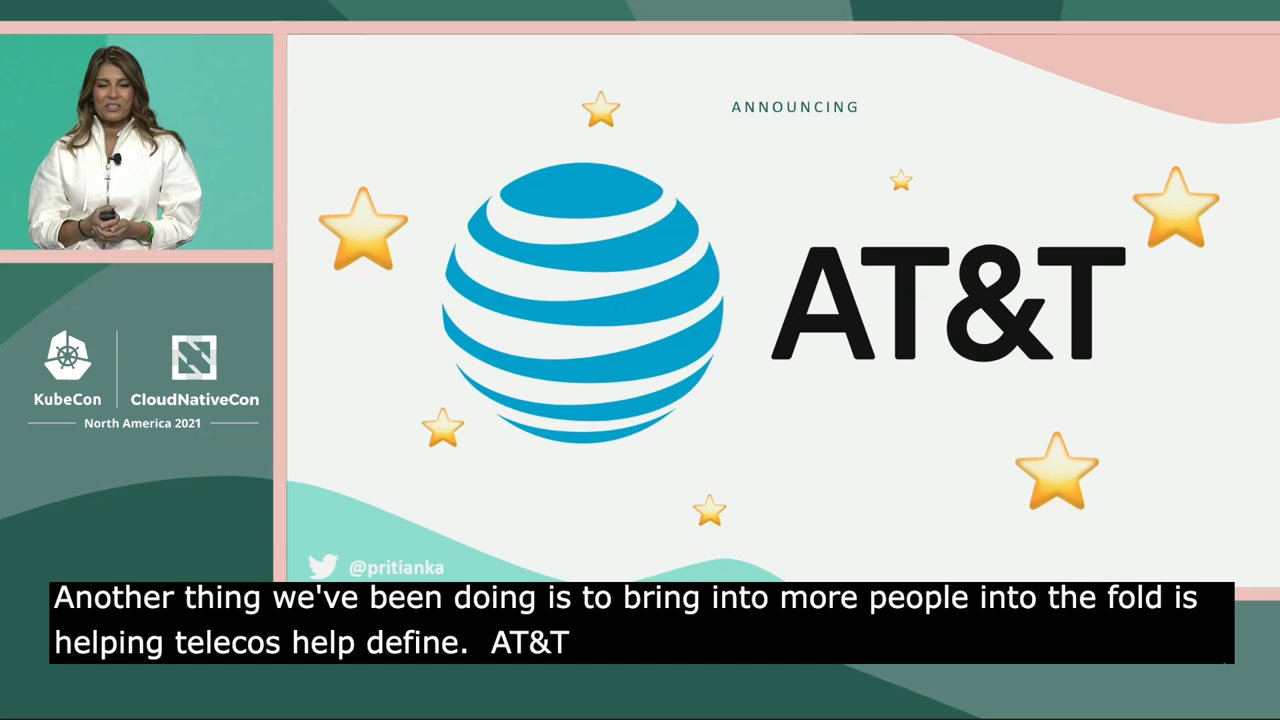 ANNOUNCING
AT&T
KubeCon
CloudNativeCon
North America 2021
@pritianka
Another thing we've been doing is to bring into more people into the fold is
helping telecos help define.  AT&T